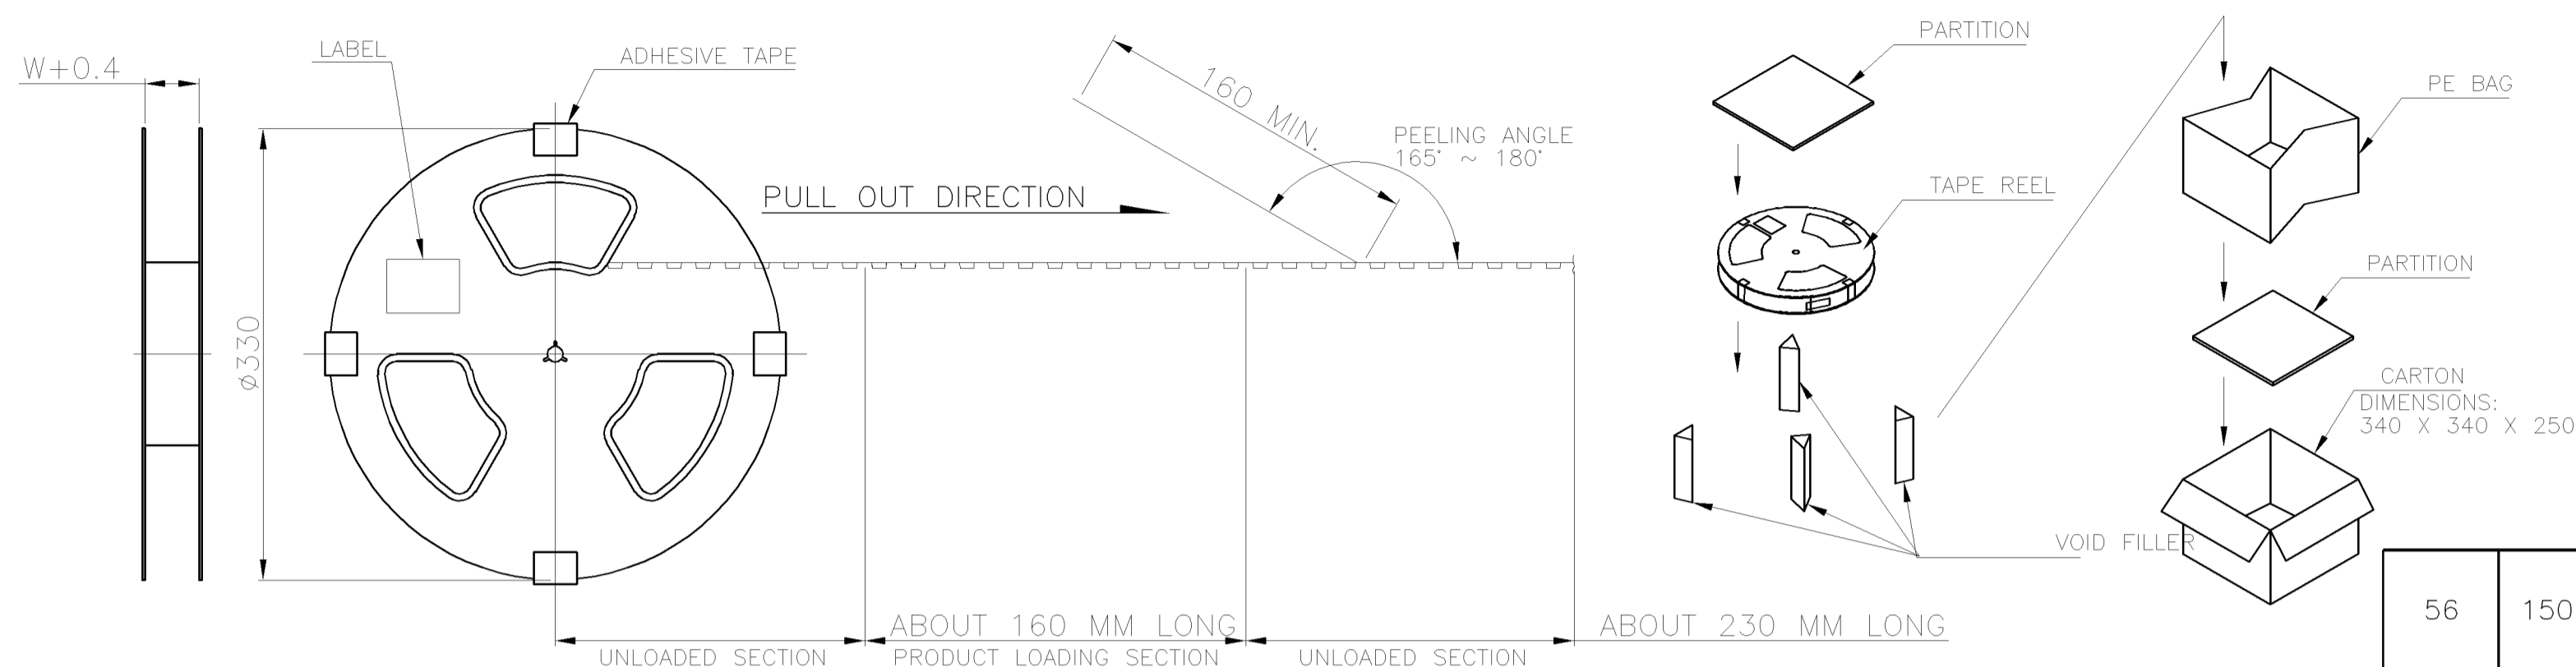 W+0.4
LABEL
ADHESIVE TAPE
160 MIN.
PEELING ANGLE
165° ~ 180°
PULL OUT DIRECTION
⌀330
UNLOADED SECTION
ABOUT 160 MM LONG
PRODUCT LOADING SECTION
UNLOADED SECTION
ABOUT 230 MM LONG
PARTITION
TAPE REEL
VOID FILLER
PE BAG
PARTITION
CARTON
DIMENSIONS:
340 X 340 X 250
56
150